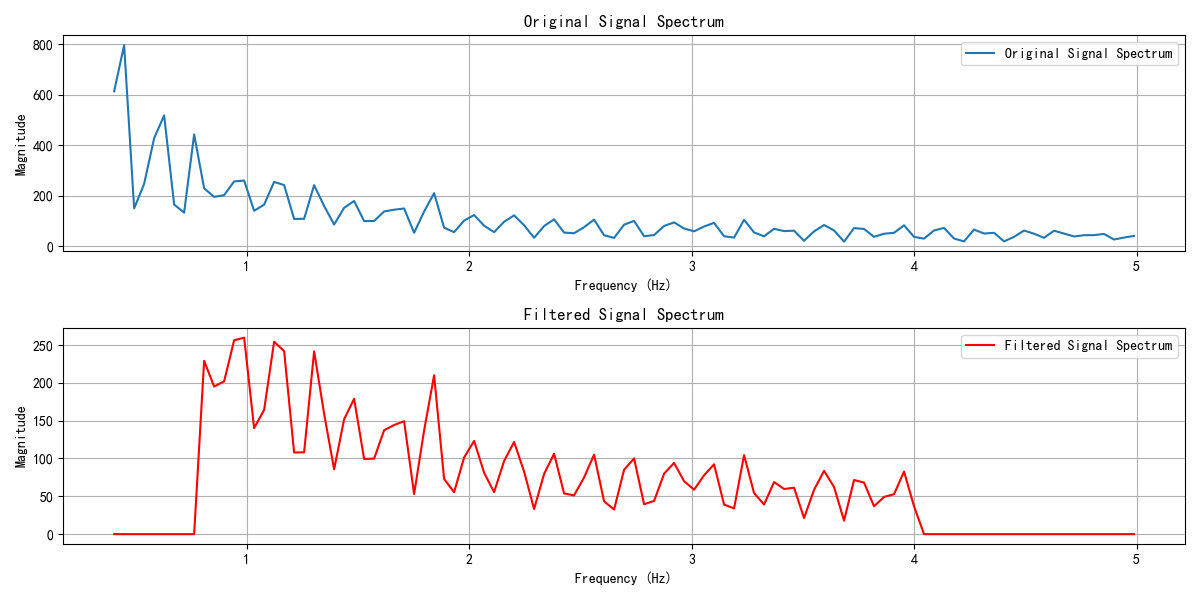 Original Signal Spectrum
Magnitude
800
600
400
200
0
Original Signal Spectrum
1 2 3 4 5
Frequency (Hz)
Filtered Signal Spectrum
Magnitude
250
200
150
100
50
0
Filtered Signal Spectrum
1 2 3 4 5
Frequency (Hz)